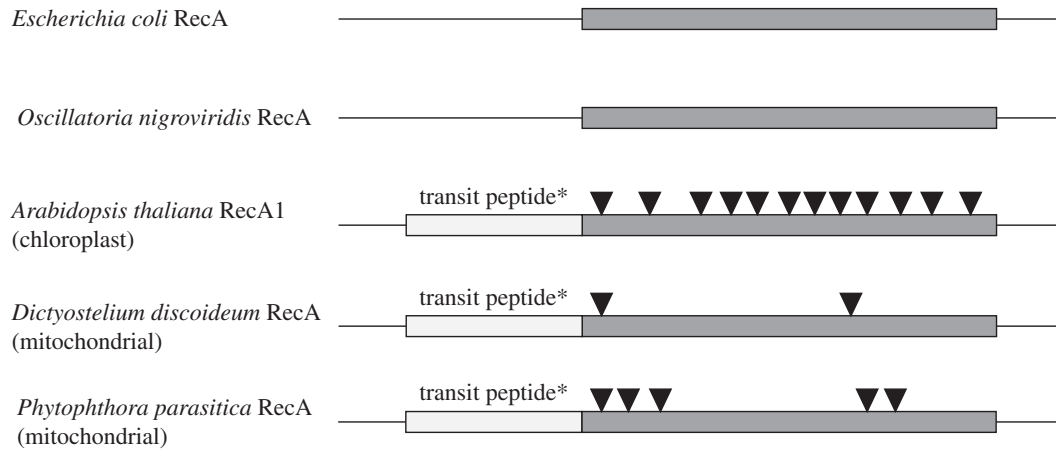 Escherichia coli RecA
Oscillatoria nigroviridis RecA
transit peptide*
Arabidopsis thaliana RecA1
(chloroplast)
transit peptide*
Dictyostelium discoideum RecA
(mitochondrial)
transit peptide*
Phytophthora parasitica RecA
(mitochondrial)